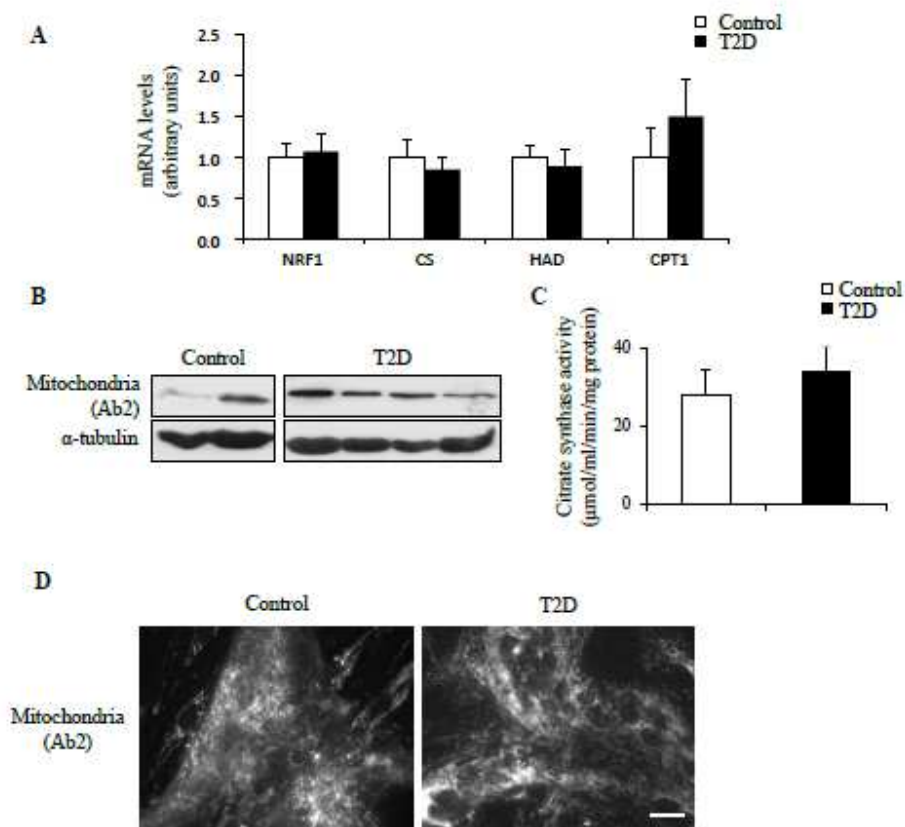 A
Control
T2D
mRNA levels
(arbitrary units)
2.5
2.0
1.5
1.0
0.5
0.0
NRF1 CS HAD CPT1
B
Control T2D
Mitochondria
(Ab2)
α-tubulin
C
Control
T2D
Citrate synthase activity
(µmol/ml/min/mg protein)
40
20
0
D
Control T2D
Mitochondria
(Ab2)